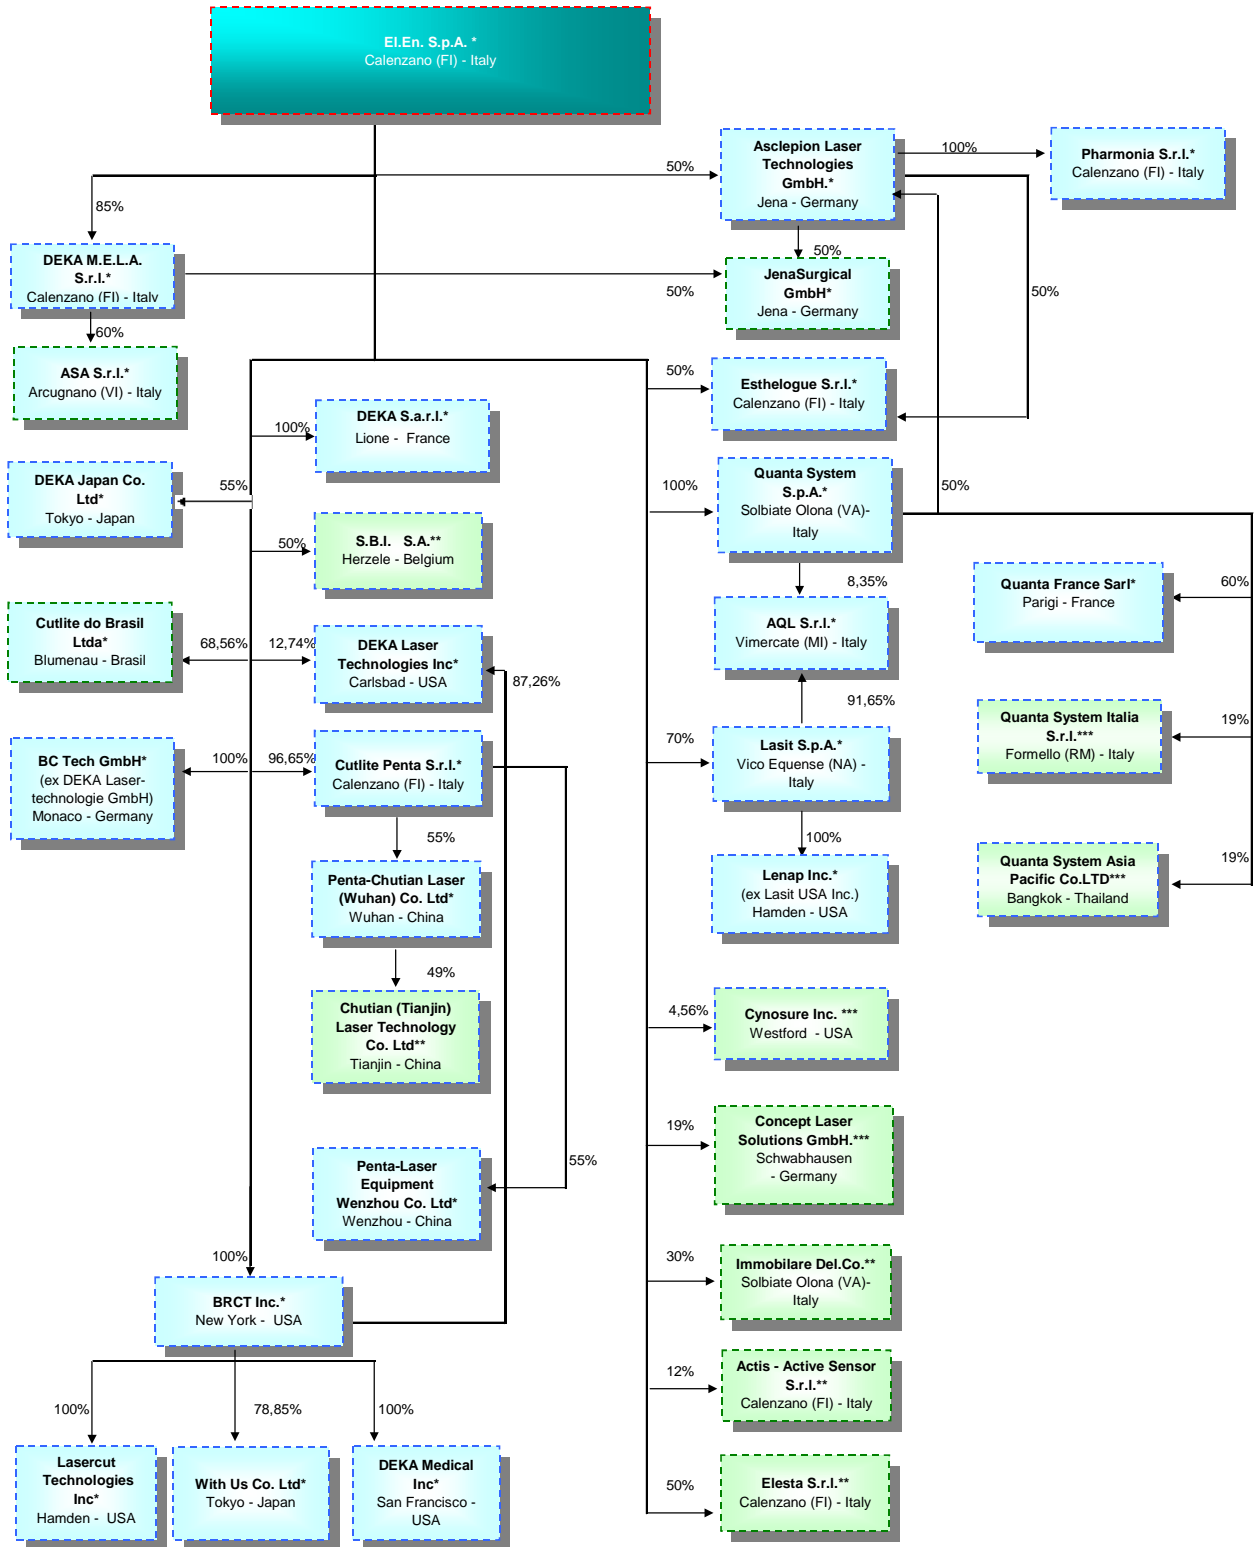 El.En. S.p.A. *
Calenzano (FI) - Italy
50%
Asclepion Laser
Technologies
GmbH.*
Jena - Germany
100%
Pharmonia S.r.l.*
Calenzano (FI) - Italy
85%
DEKA M.E.L.A.
S.r.l.*
Calenzano (FI) - Italy
50%
50%
JenaSurgical
GmbH*
Jena - Germany
50%
60%
ASA S.r.l.*
Arcugnano (VI) - Italy
50%
Esthelogue S.r.l.*
Calenzano (FI) - Italy
100%
DEKA S.a.r.l.*
Lione - France
55%
DEKA Japan Co.
Ltd*
Tokyo - Japan
100%
Quanta System
S.p.A.*
Solbiate Olona (VA)-
Italy
50%
50%
S.B.I. S.A.**
Herzele - Belgium
8,35%
AQL S.r.l.*
Vimercate (MI) - Italy
Quanta France Sarl*
Parigi - France
60%
Cutlite do Brasil
Ltda*
Blumenau - Brasil
68,56%
12,74%
DEKA Laser
Technologies Inc*
Carlsbad - USA
87,26%
91,65%
70%
Lasit S.p.A.*
Vico Equense (NA) -
Italy
Quanta System Italia
S.r.l.***
Formello (RM) - Italy
19%
BC Tech GmbH*
(ex DEKA Laser-
technologie GmbH)
Monaco - Germany
100%
96,65%
Cutlite Penta S.r.l.*
Calenzano (FI) - Italy
55%
100%
Penta-Chutian Laser
(Wuhan) Co. Ltd*
Wuhan - China
Lenap Inc.*
(ex Lasit USA Inc.)
Hamden - USA
Quanta System Asia
Pacific Co.LTD***
Bangkok - Thailand
19%
49%
Chutian (Tianjin)
Laser Technology
Co. Ltd**
Tianjin - China
4,56%
Cynosure Inc. ***
Westford - USA
19%
Concept Laser
Solutions GmbH.***
Schwabhausen
- Germany
55%
Penta-Laser
Equipment
Wenzhou Co. Ltd*
Wenzhou - China
100%
BRCT Inc.*
New York - USA
30%
Immobilare Del.Co.**
Solbiate Olona (VA)-
Italy
12%
Actis - Active Sensor
S.r.l.**
Calenzano (FI) - Italy
100%
78,85%
100%
Lasercut
Technologies
Inc*
Hamden - USA
With Us Co. Ltd*
Tokyo - Japan
DEKA Medical
Inc*
San Francisco -
USA
50%
Elesta S.r.l.**
Calenzano (FI) - Italy